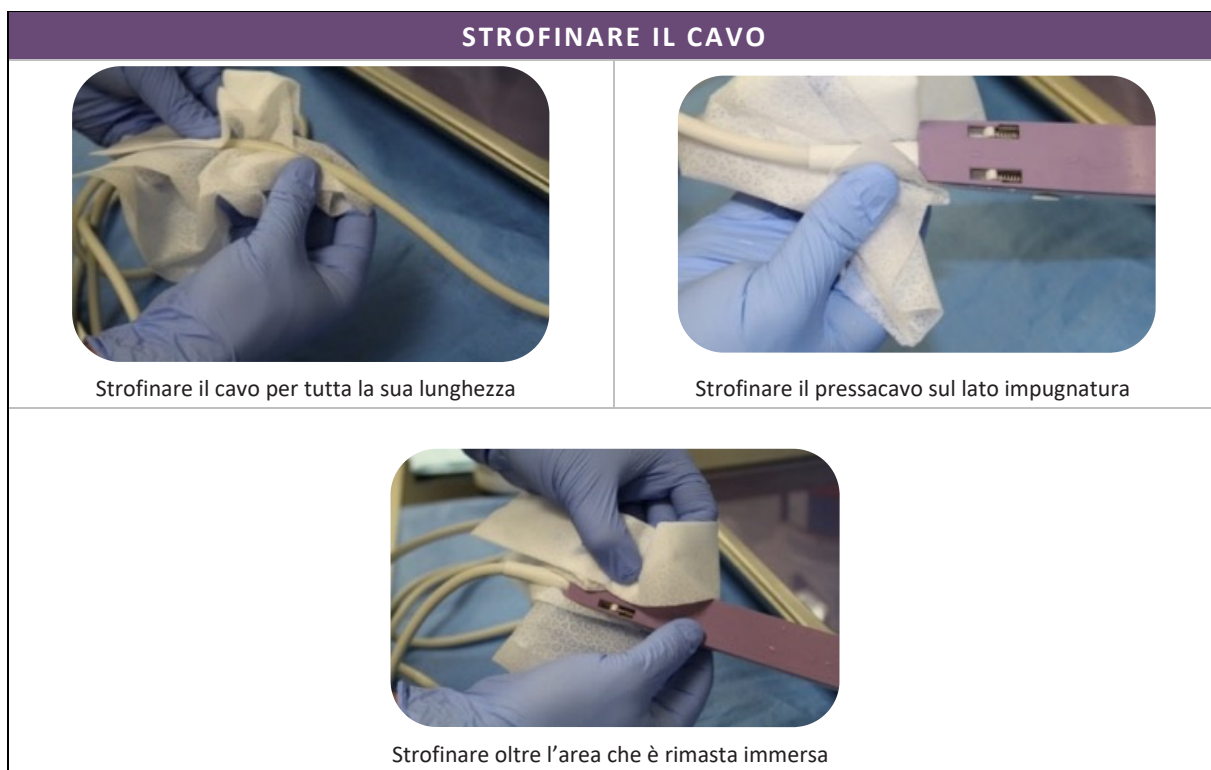 STROFINARE IL CAVO
Strofinare il cavo per tutta la sua lunghezza
Strofinare il pressacavo sul lato impugnatura
Strofinare oltre l’area che è rimasta immersa